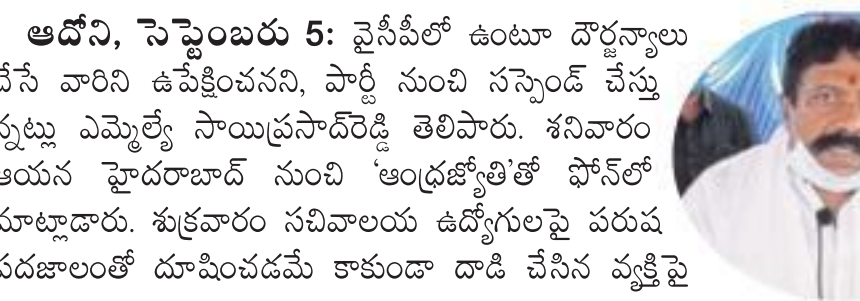 ఆదోని, సెప్టెంబరు 5: వైసీపీలో ఉంటూ దౌర్జన్యాలు
చేసే వారిని ఉపేక్షించనని, పార్టీ నుంచి సస్పెండ్ చేస్తు
న్నట్లు ఎమ్మెల్యే సాయిప్రసాద్‌రెడ్డి తెలిపారు. శనివారం
ఆయన హైదరాబాద్ నుంచి ‘ఆంధ్రజ్యోతి’తో ఫోన్‌లో
మాట్లాడారు. శుక్రవారం సచివాలయ ఉద్యోగులపై పరుష
పదజాలంతో దూషించడమే కాకుండా దాడి చేసిన వ్యక్తిపై